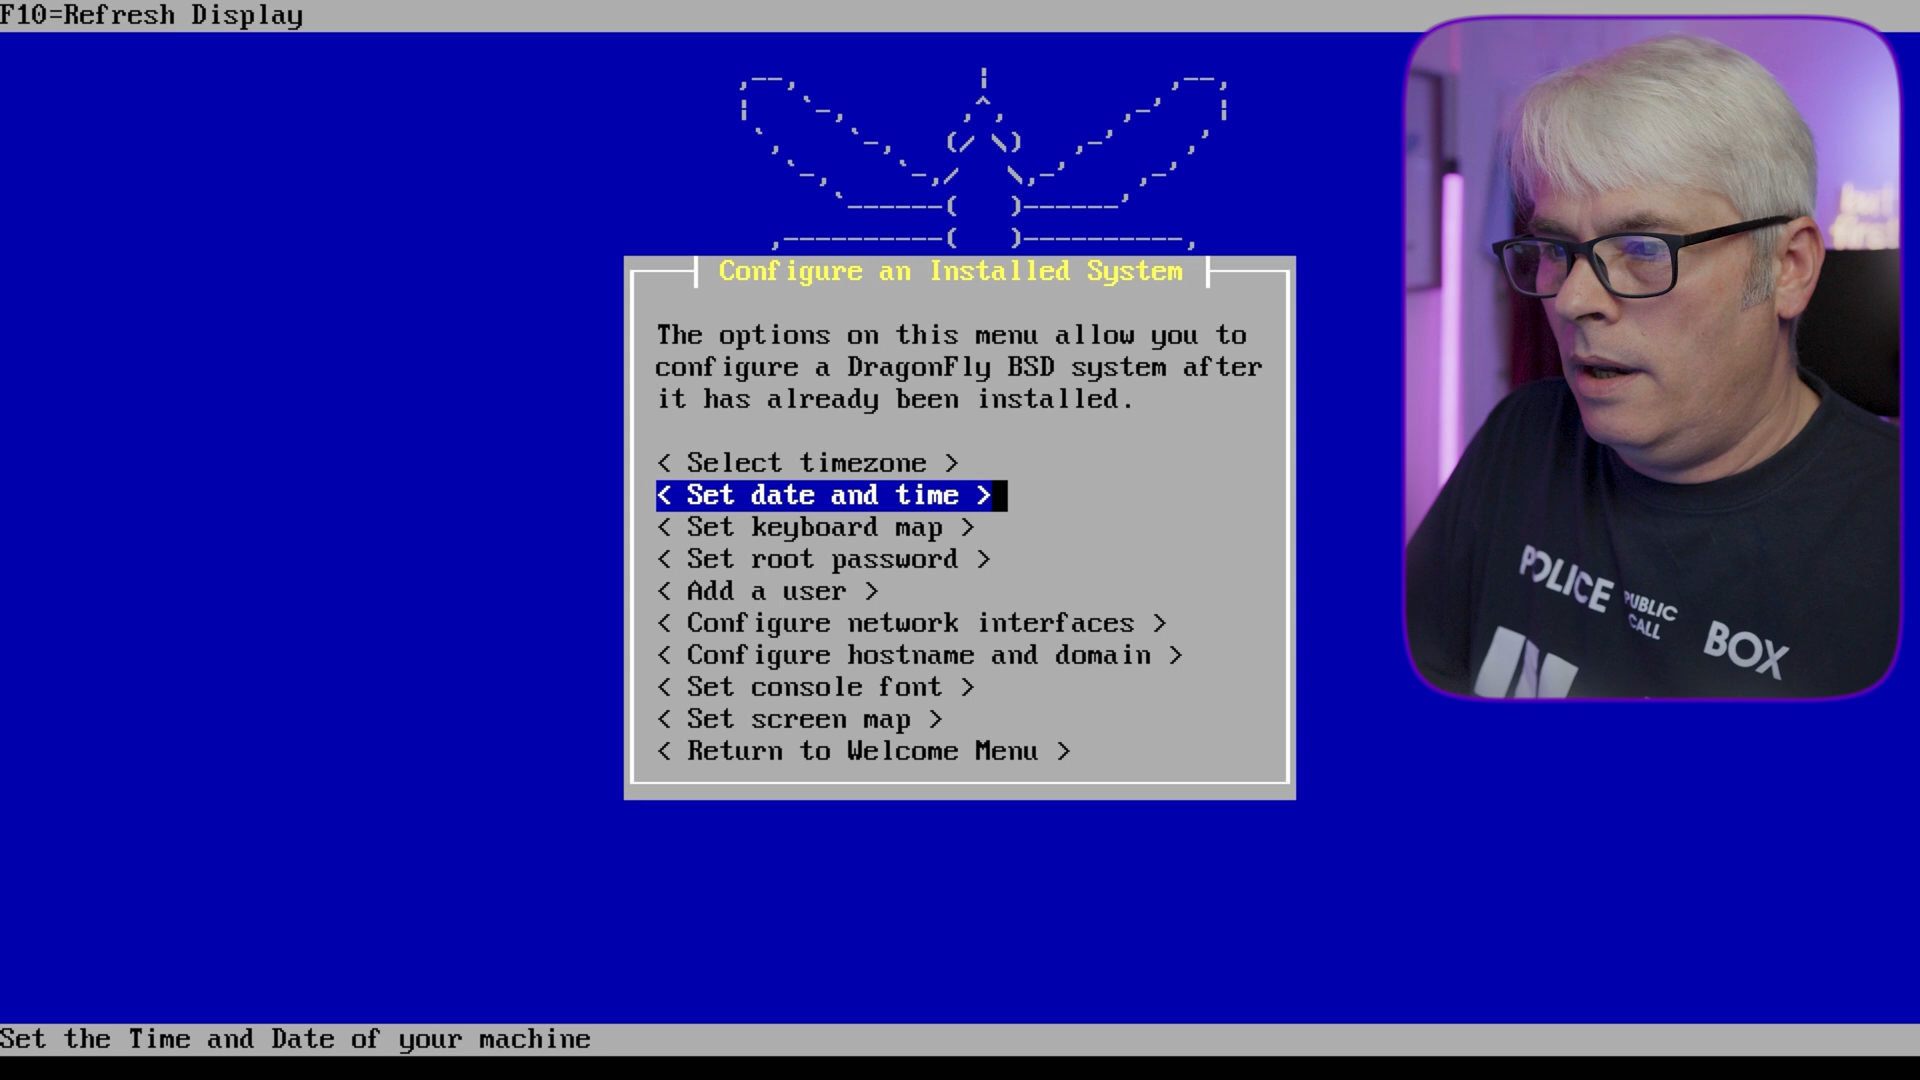 F10=Refresh Display
Configure an Installed System
The options on this menu allow you to
configure a DragonFly BSD system after
it has already been installed.
< Select timezone >
< Set date and time >
< Set keyboard map >
< Set root password >
< Add a user >
< Configure network interfaces >
< Configure hostname and domain >
< Set console font >
< Set screen map >
< Return to Welcome Menu >
Set the Time and Date of your machine
POLICE PUBLIC CALL BOX